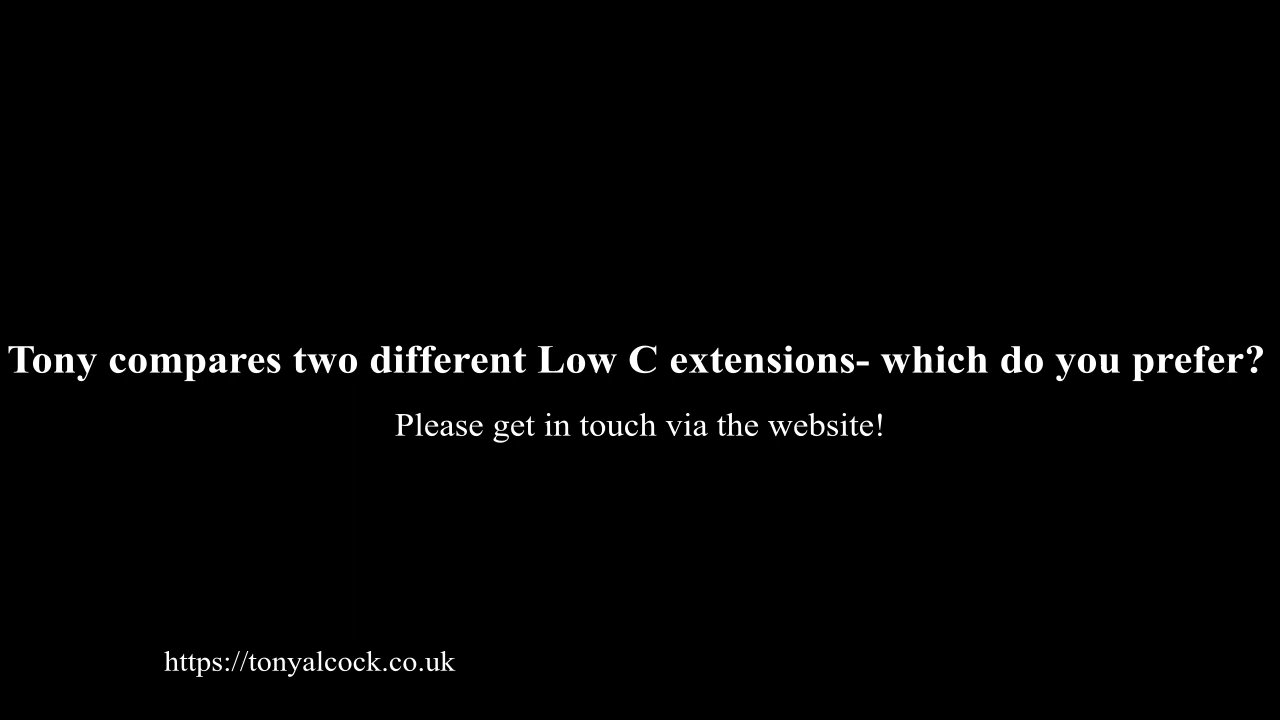 Tony compares two different Low C extensions- which do you prefer?
Please get in touch via the website!
https://tonyalcock.co.uk